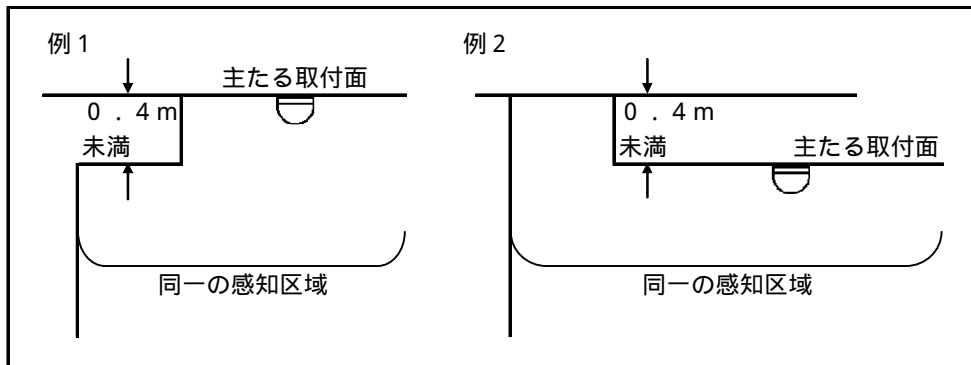 例1
主たる取付面
0.4m
未満
同一の感知区域
例2
0.4m
未満
主たる取付面
同一の感知区域